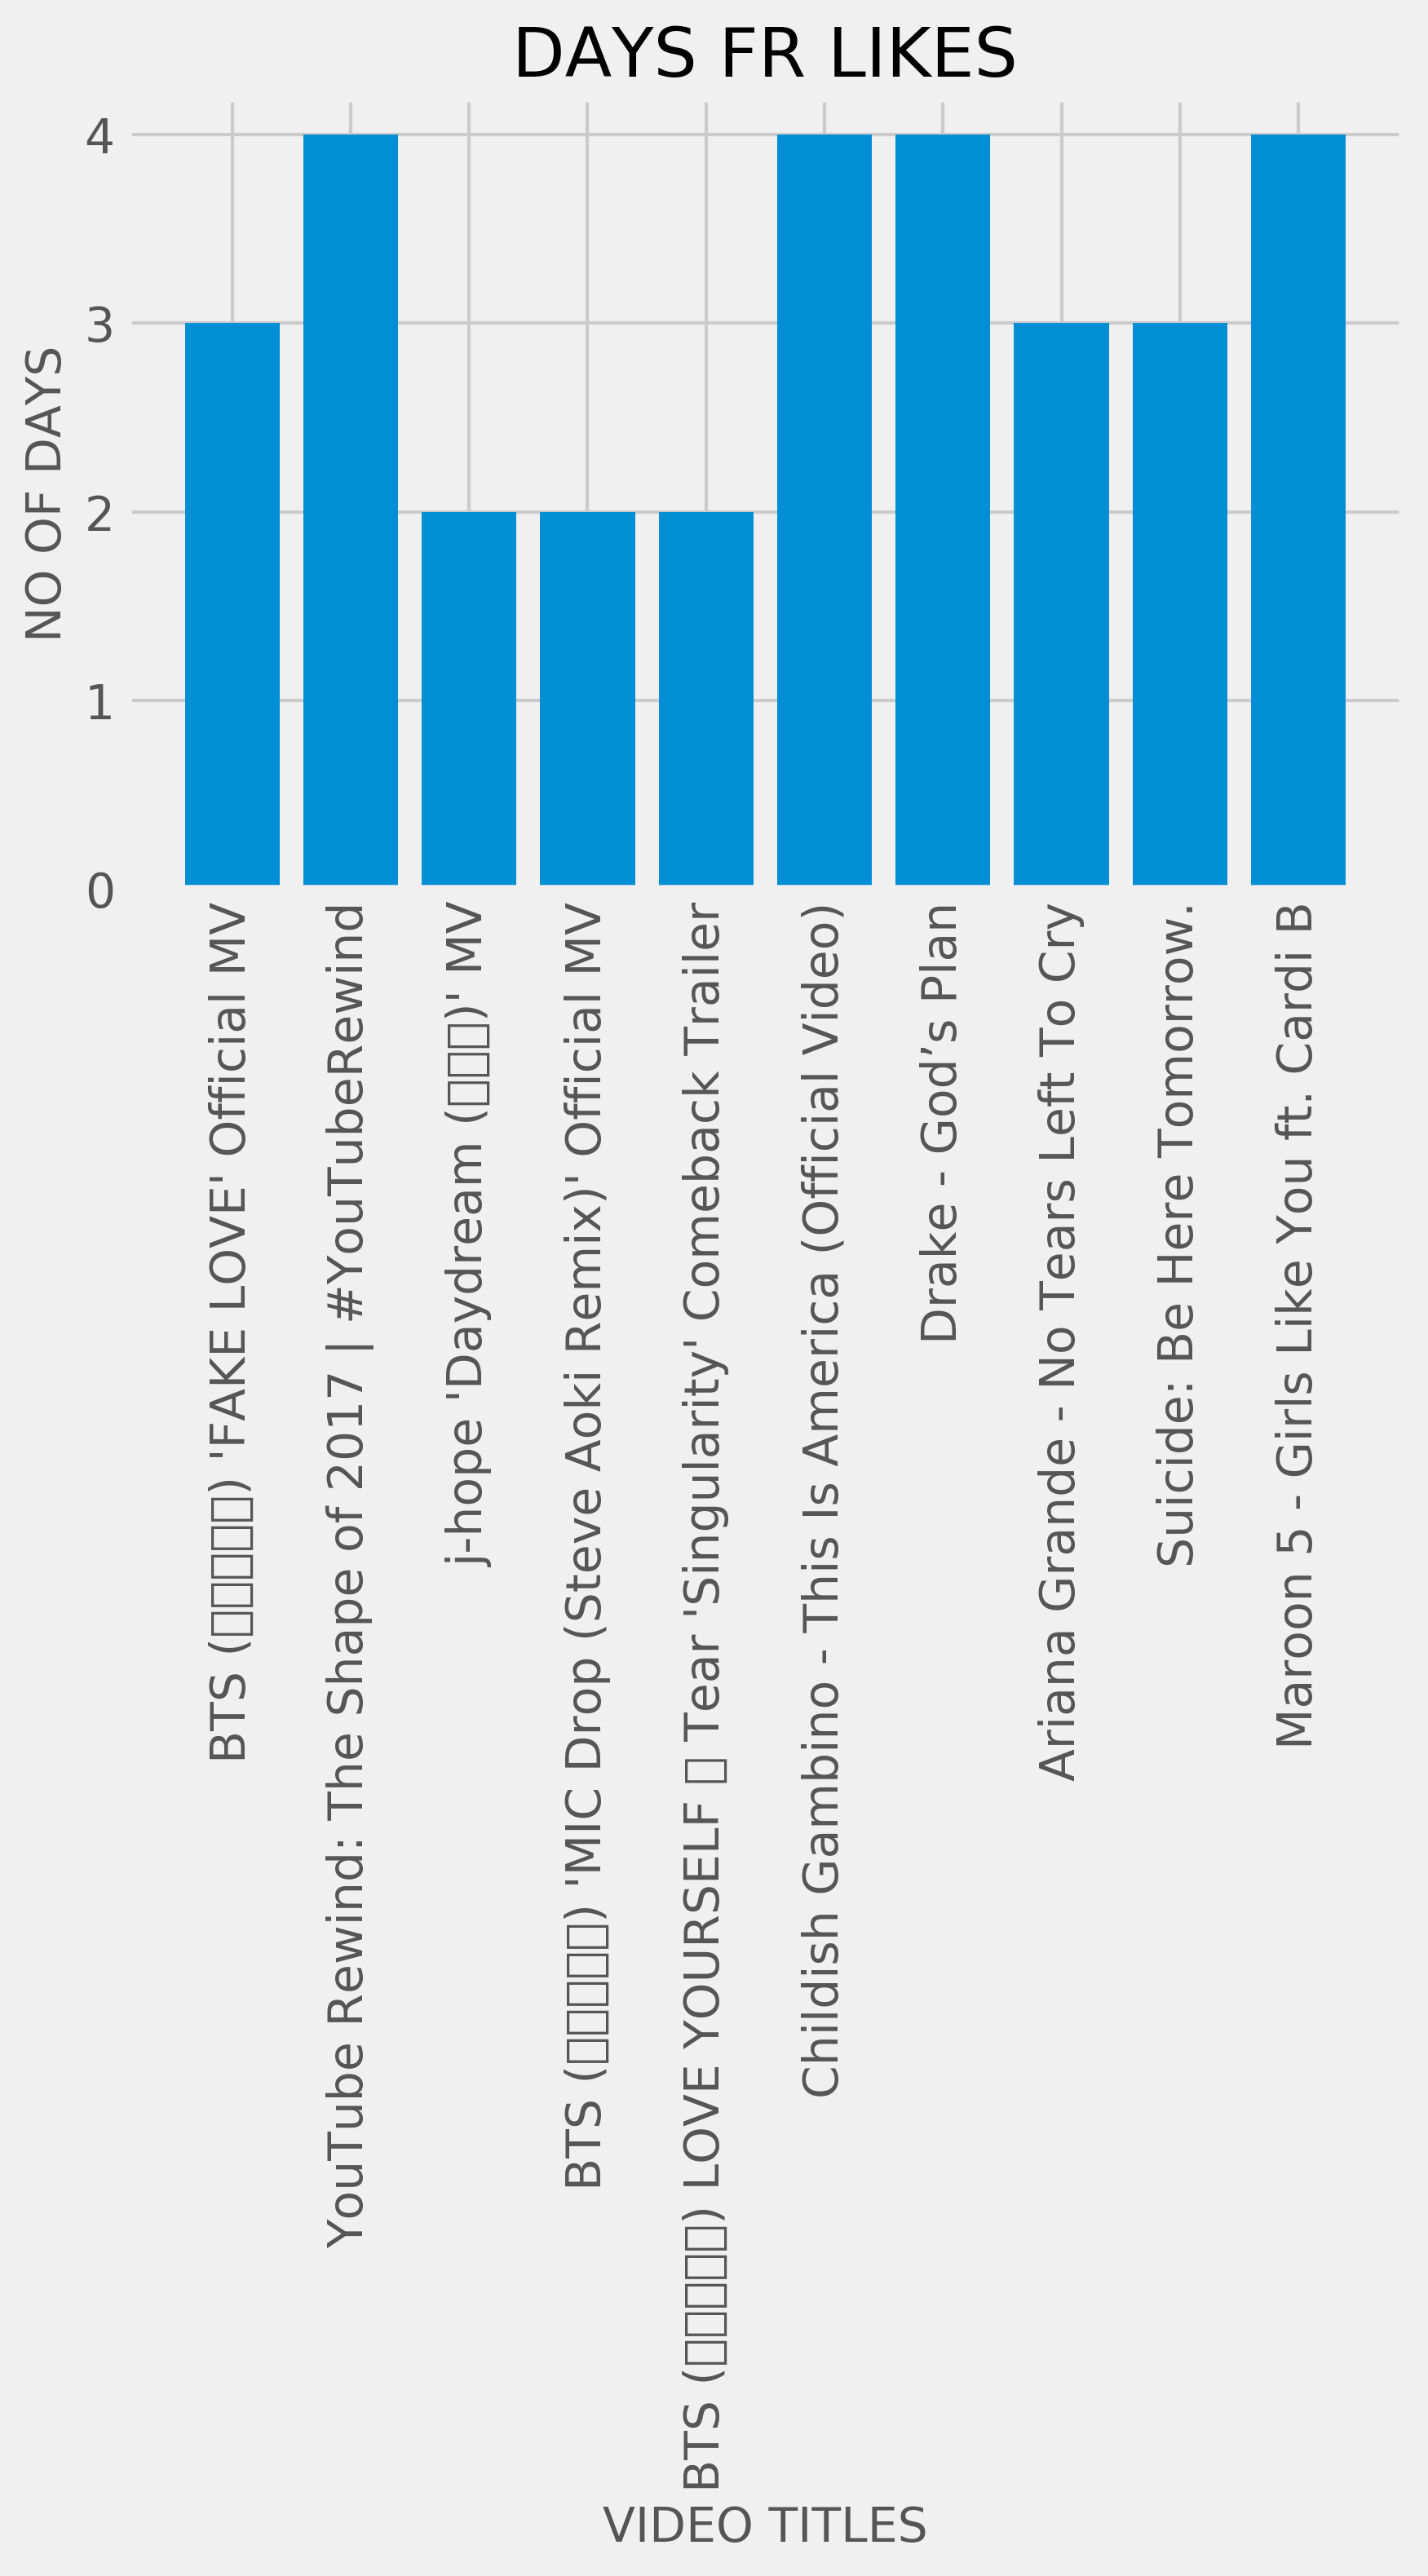 DAYS FR LIKES
NO OF DAYS
4
3
2
1
0
BTS (□□□□□) 'FAKE LOVE' Official MV
YouTube Rewind: The Shape of 2017 | #YouTubeRewind
j-hope 'Daydream (□□□)' MV
BTS (□□□□□) 'MIC Drop (Steve Aoki Remix)' Official MV
BTS (□□□□□) LOVE YOURSELF □ Tear 'Singularity' Comeback Trailer
Childish Gambino - This Is America (Official Video)
Drake - God’s Plan
Ariana Grande - No Tears Left To Cry
Suicide: Be Here Tomorrow.
Maroon 5 - Girls Like You ft. Cardi B
VIDEO TITLES